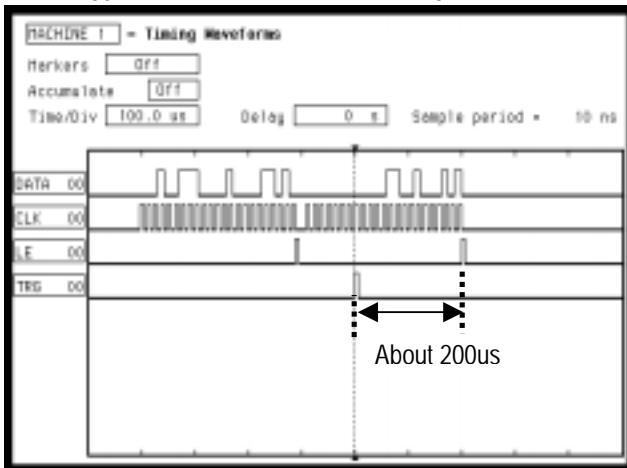 MACHINE 1 - Timing Waveforms
Markers Off
Accumulate Off
Time/Div 100.0 us Delay 0 s Sample period = 10 ns
DATA 00
CLK 00
LE 00
TRG 00
About 200us